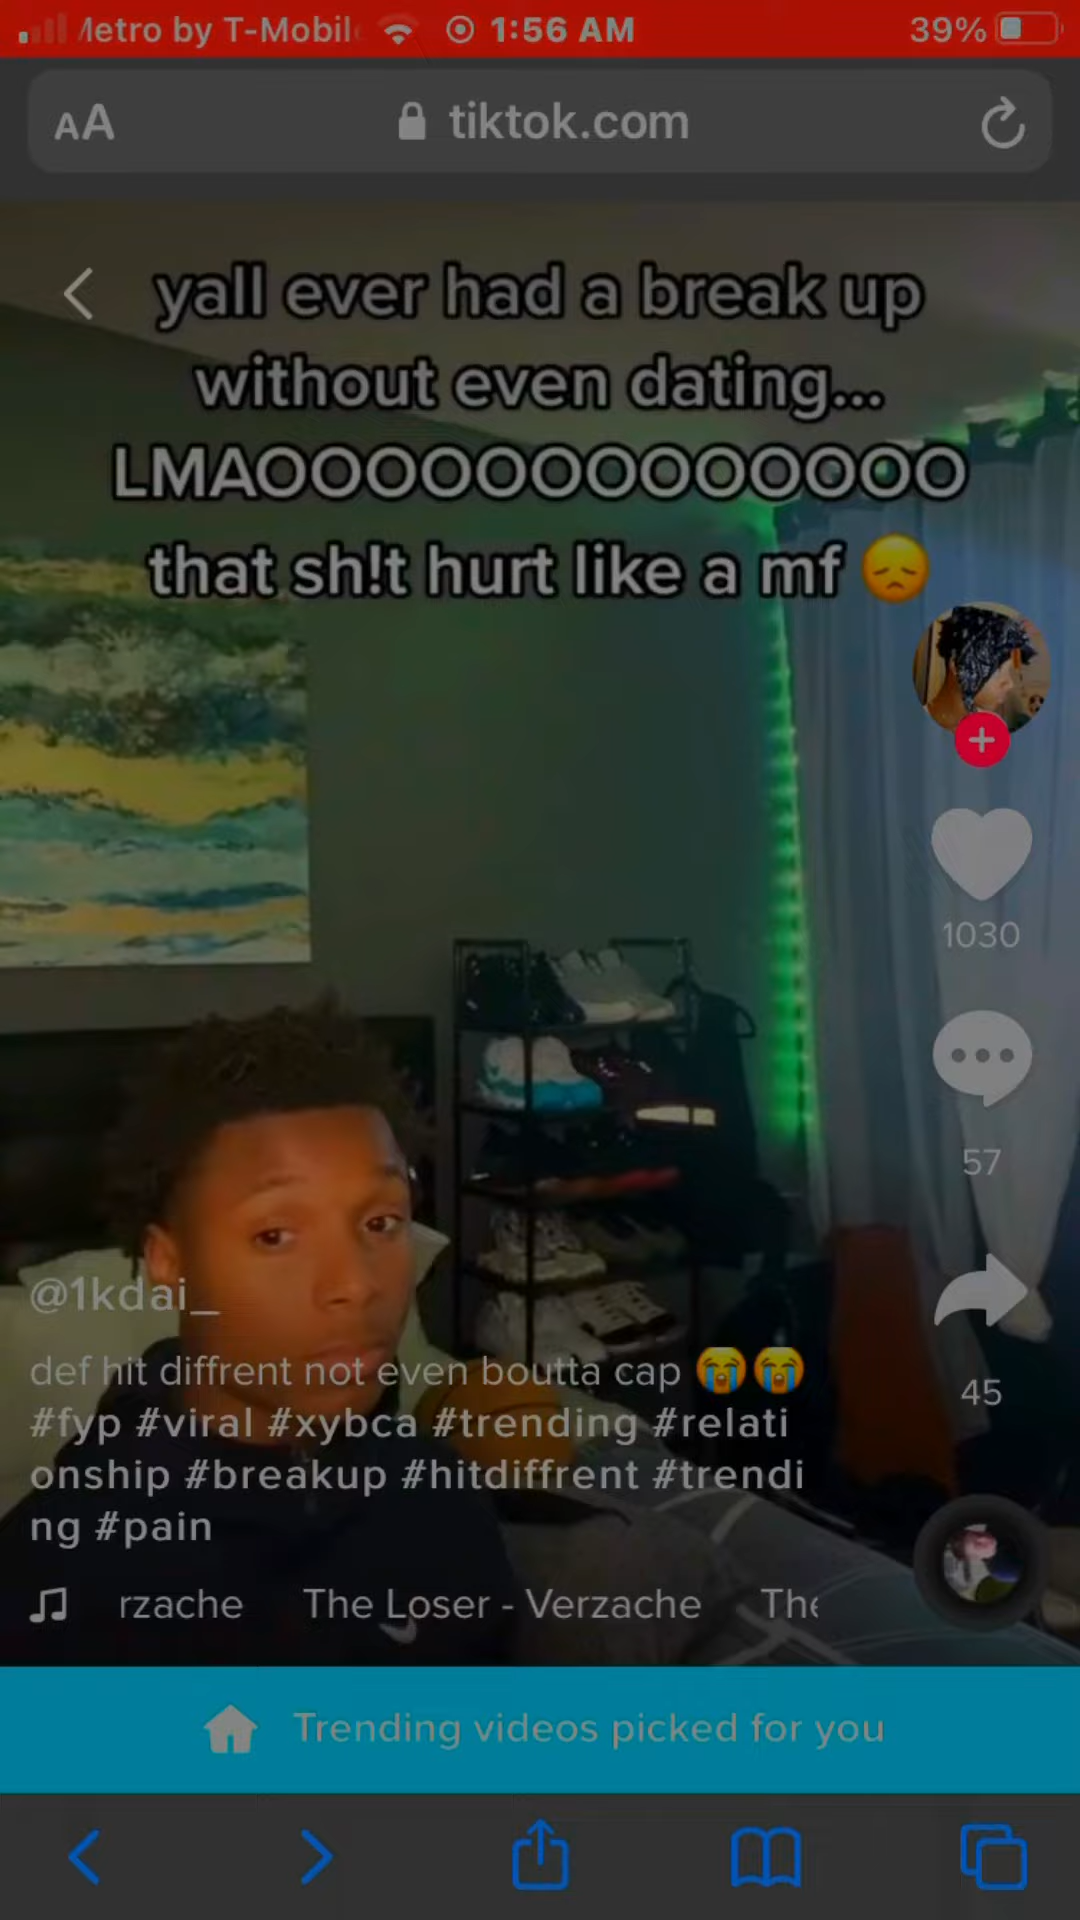 Metro by T-Mobil 1:56 AM 39%
AA tiktok.com
yall ever had a break up
without even dating...
LMAOOOOOOOOOOOOOO
that sh!t hurt like a mf 😞
1030
57
@1kdai_
def hit diffrent not even boutta cap 😭😭
45
#fyp #viral #xybca #trending #relati
onship #breakup #hitdiffrent #trendi
ng #pain
rzache The Loser - Verzache The
Trending videos picked for you